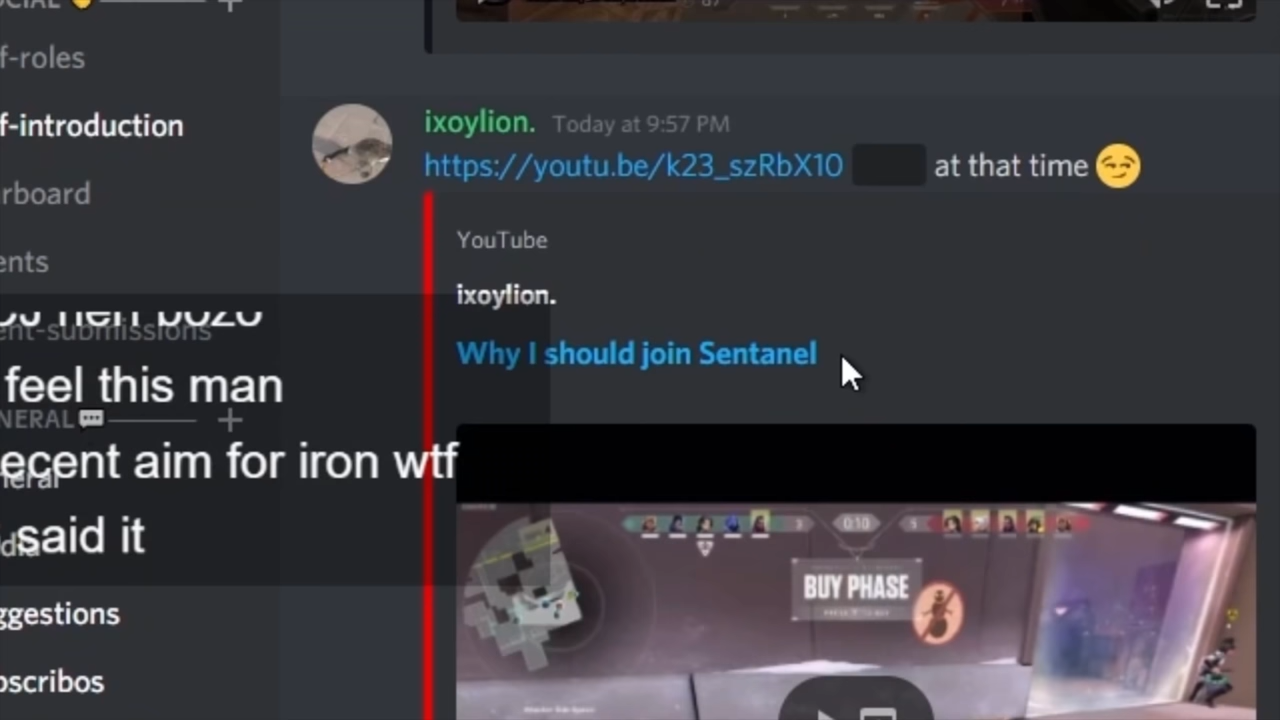 f-roles
ixoylion. Today at 9:57 PM
f-introduction
https://youtu.be/k23_szRbX10 at that time 😏
rboard
YouTube
ents
ixoylion.
ent-submissions
Why I should join Sentanel
feel this man
NERAL
ecent aim for iron wtf
said it
0:10
BUY PHASE
ggestions
oscribos